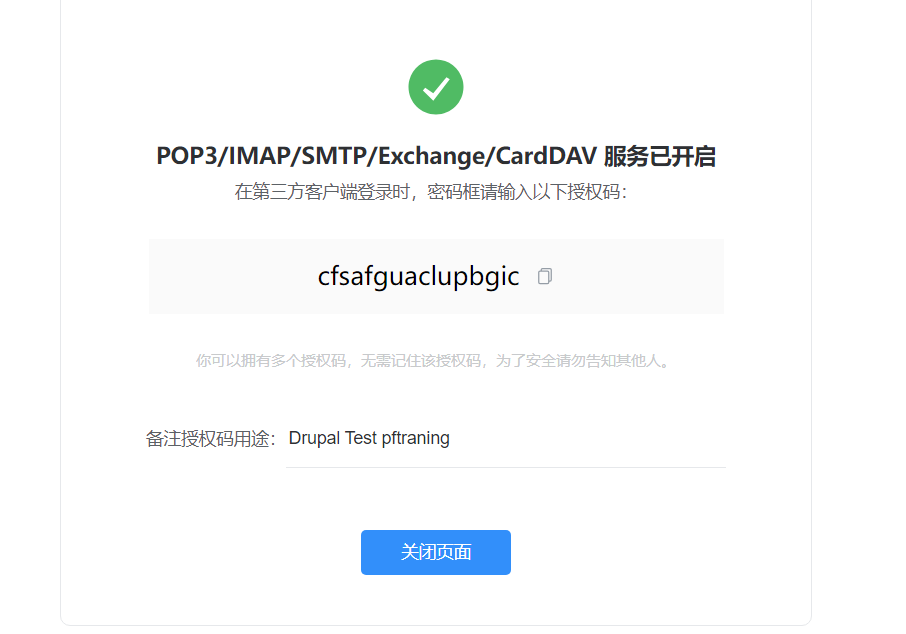 POP3/IMAP/SMTP/Exchange/CardDAV 服务已开启
在第三方客户端登录时，密码框请输入以下授权码：
cfsafguaclupbgic
你可以拥有多个授权码，无需记住该授权码，为了安全请勿告知其他人。
备注授权码用途： Drupal Test pftraning
关闭页面